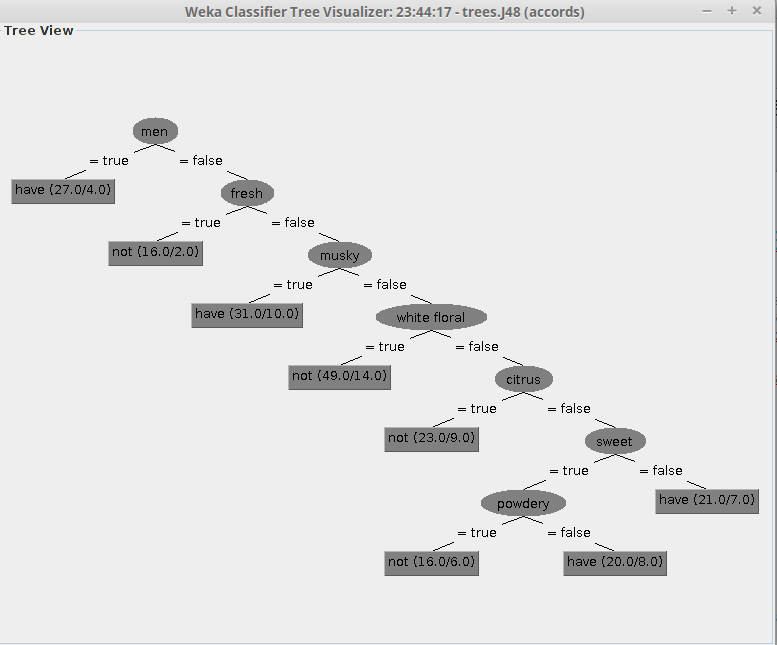 Weka Classifier Tree Visualizer: 23:44:17 - trees.J48 (accords)
Tree View
men
= true
= false
have (27.0/4.0)
fresh
= true
= false
not (16.0/2.0)
musky
= true
= false
have (31.0/10.0)
white floral
= true
= false
not (49.0/14.0)
citrus
= true
= false
not (23.0/9.0)
sweet
= true
= false
powdery
have (21.0/7.0)
= true
= false
not (16.0/6.0)
have (20.0/8.0)